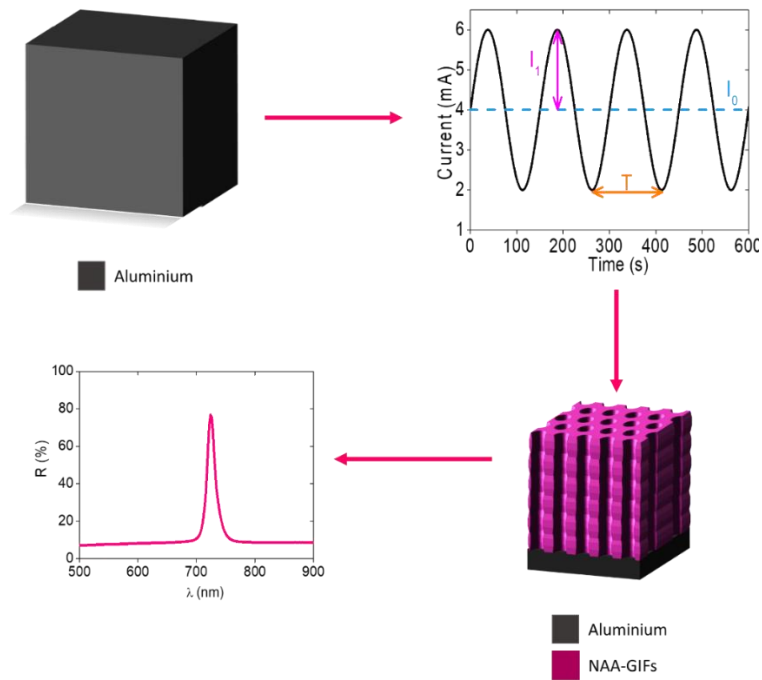 Aluminium
Current (mA)
6
5
4
3
2
1
I1
I0
T
0 100 200 300 400 500 600
Time (s)
R (%)
100
80
60
40
20
0
500 600 700 800 900
λ (nm)
Aluminium
NAA-GIFs